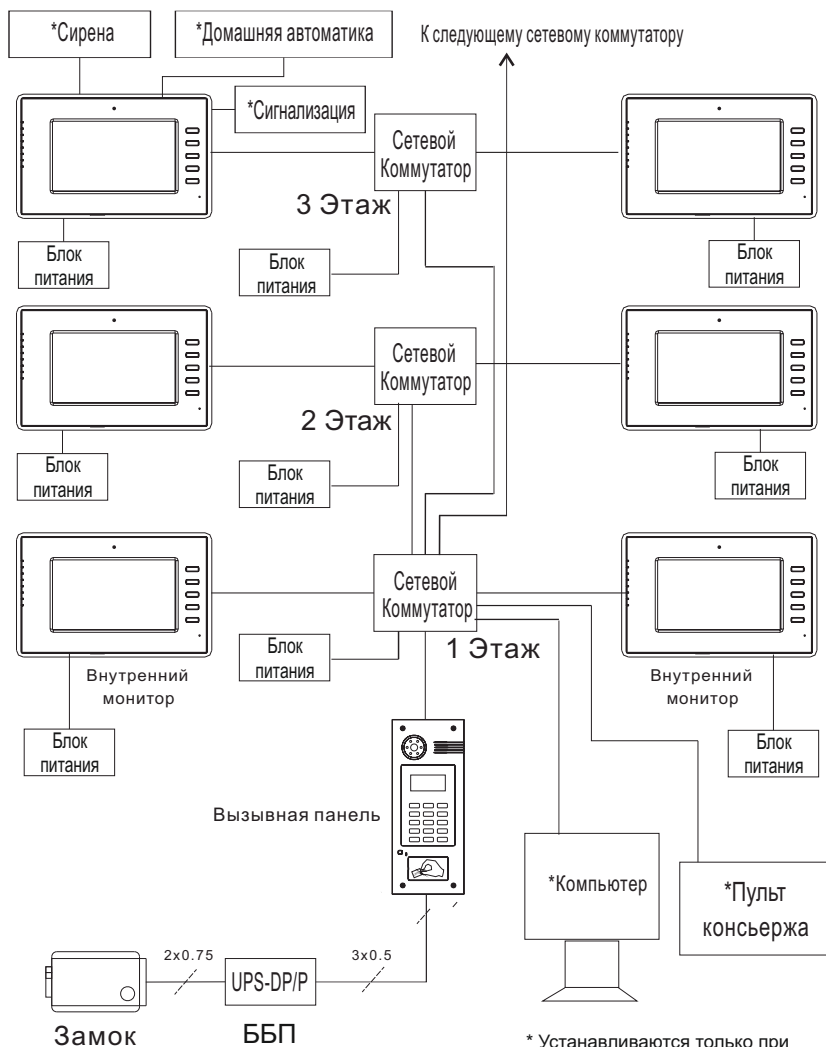 *Сирена
*Домашняя автоматика
К следующему сетевому коммутатору
*Сигнализация
Сетевой
Коммутатор
3 Этаж
Блок
питания
Блок
питания
Блок
питания
Сетевой
Коммутатор
2 Этаж
Блок
питания
Блок
питания
Блок
питания
Сетевой
Коммутатор
1 Этаж
Внутренний
монитор
Блок
питания
Внутренний
монитор
Блок
питания
Блок
питания
Вызывная панель
*Компьютер
*Пульт
консьержа
2x0.75
UPS-DP/P
3x0.5
Замок
ББП
* Устанавливаются только при